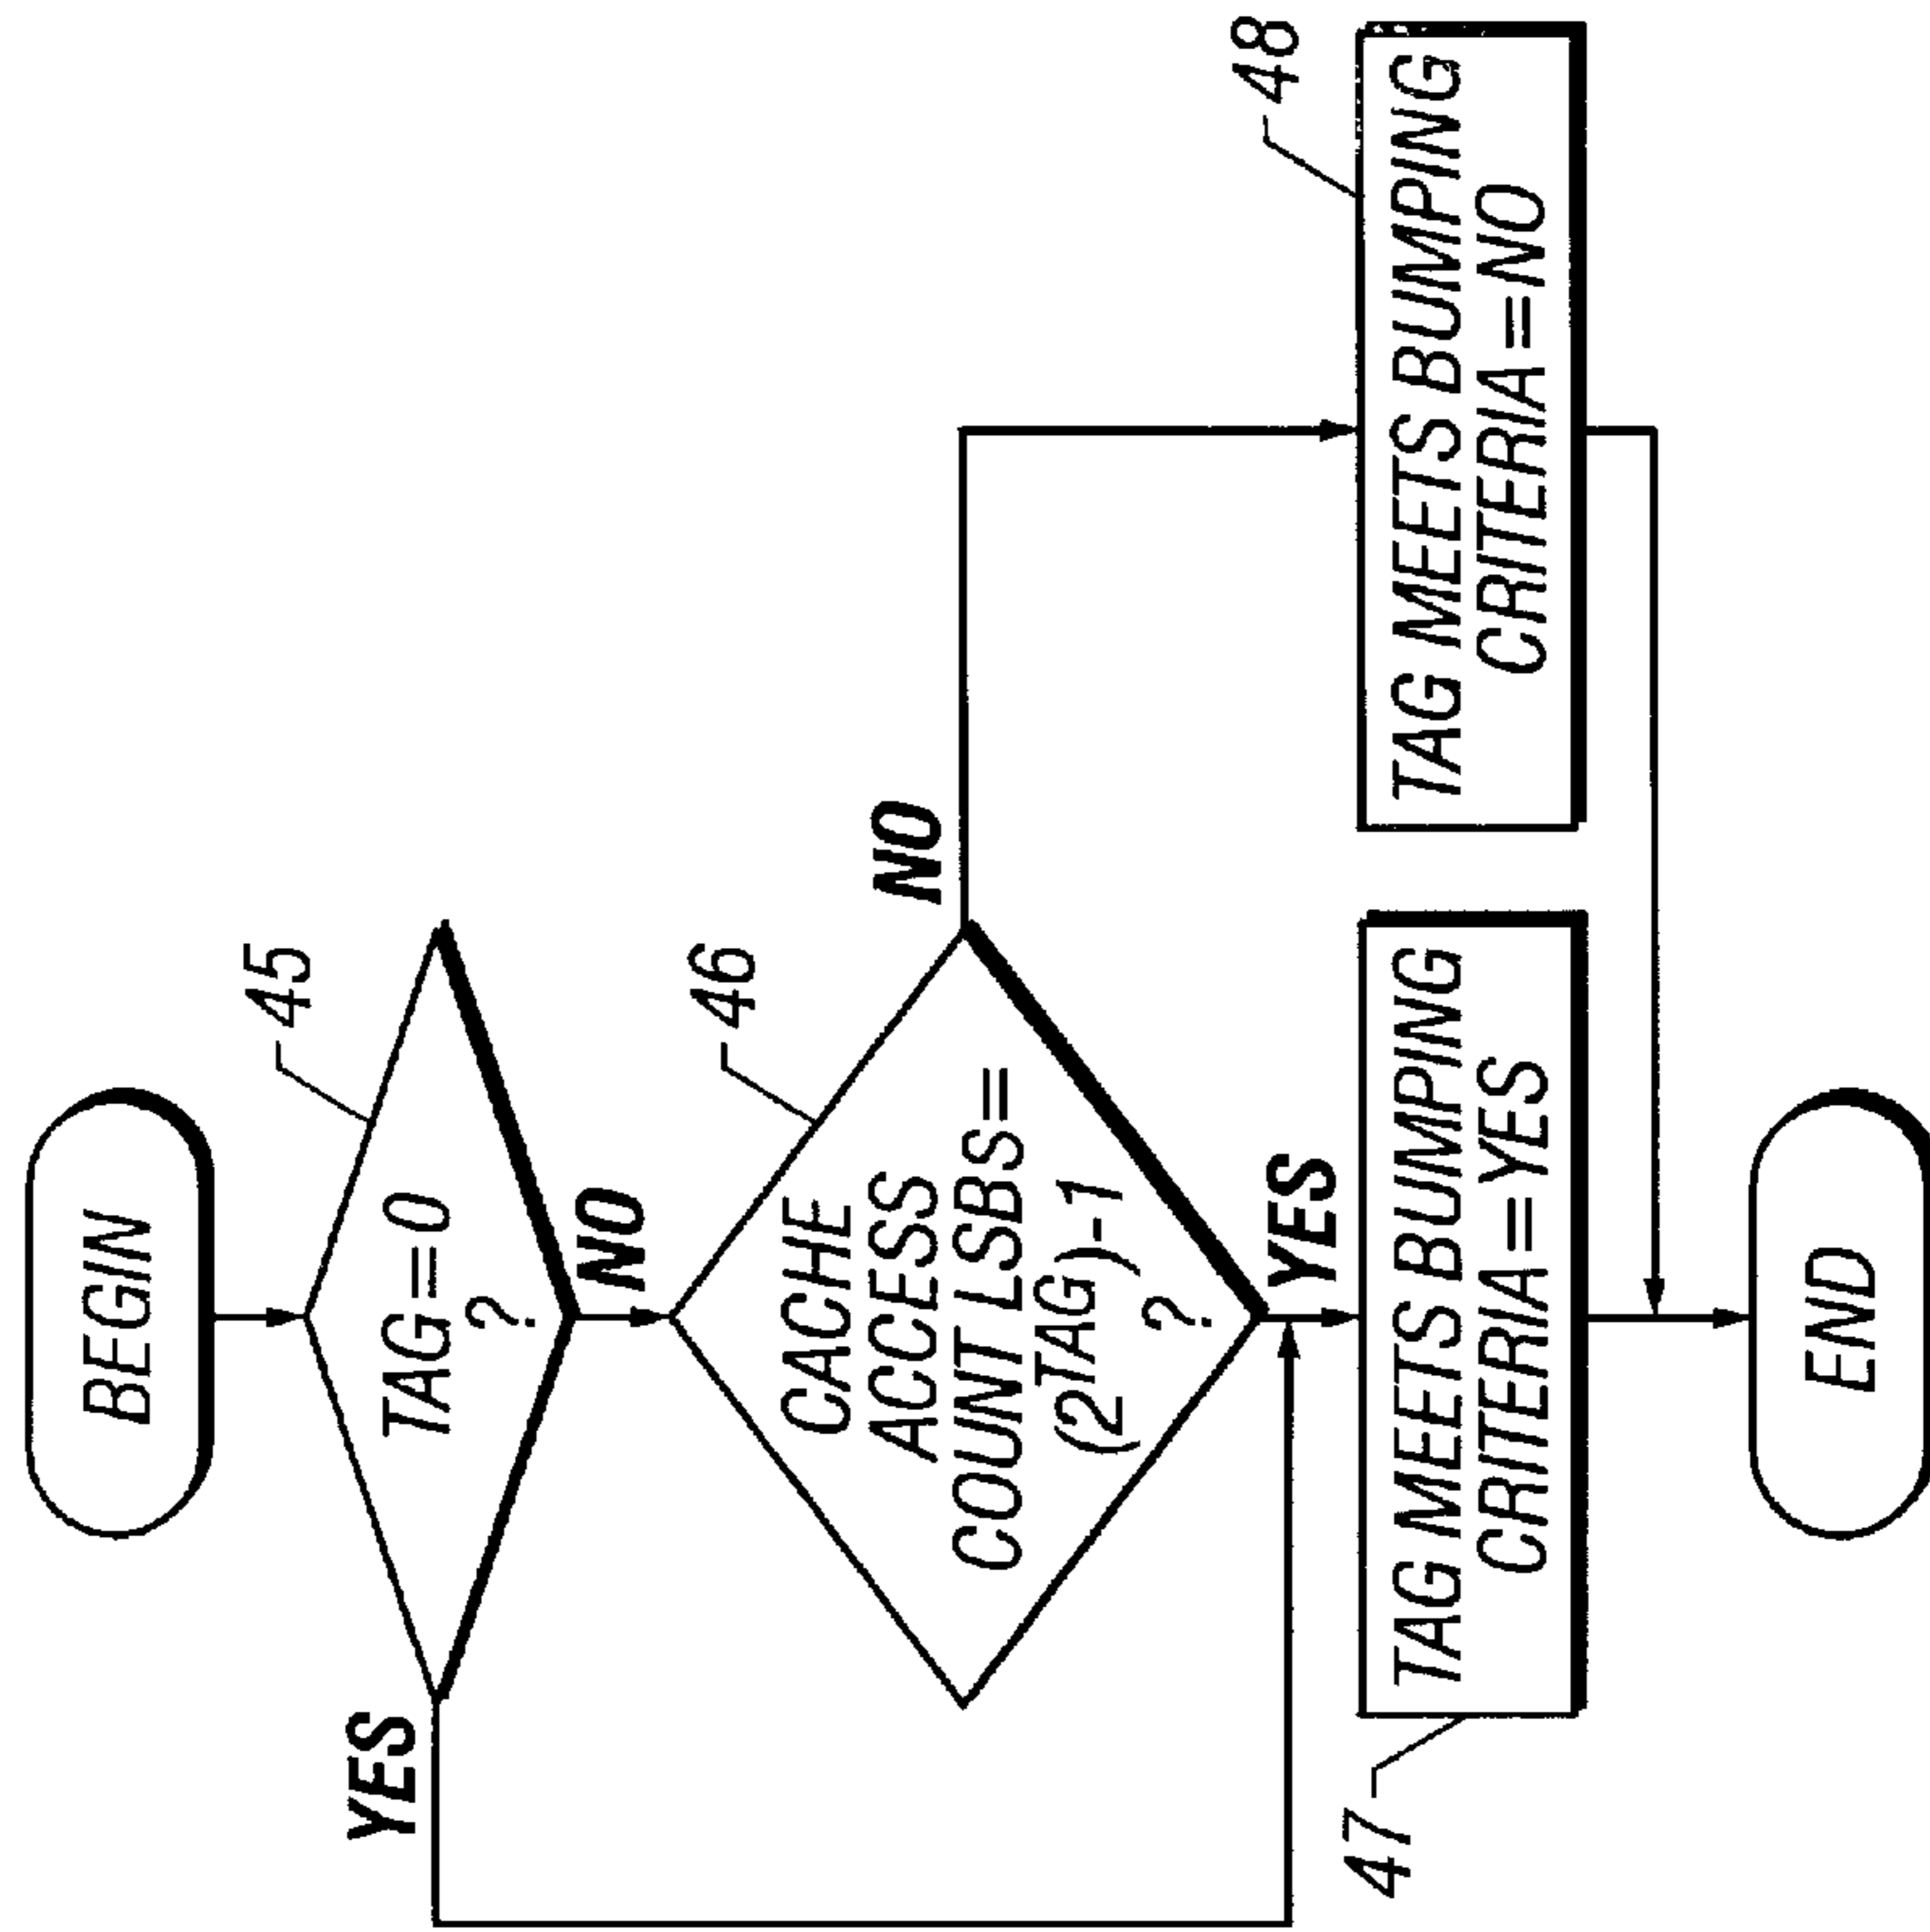 BEGIN
45
TAG=0
?
YES
NO
46
CACHE
ACCESS
COUNT LSBs=
(2TAG)-1
?
NO
YES
47
TAG MEETS BUMPING
CRITERIA=YES
48
TAG MEETS BUMPING
CRITERIA=NO
END